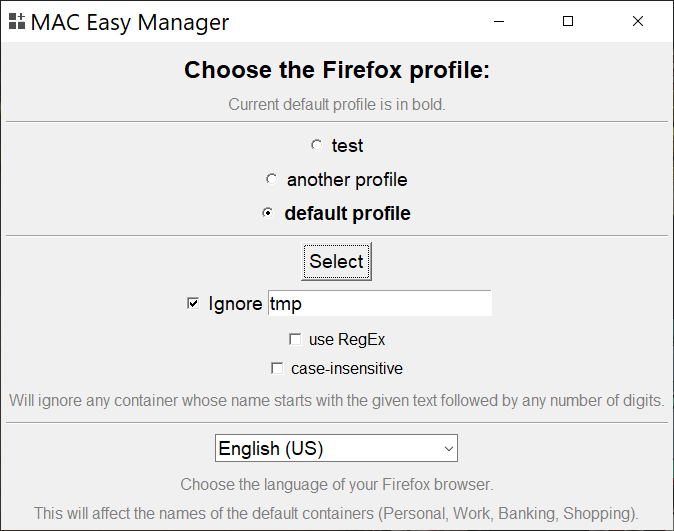 MAC Easy Manager
Choose the Firefox profile:
Current default profile is in bold.
test
another profile
default profile
Select
Ignore tmp
use RegEx
case-insensitive
Will ignore any container whose name starts with the given text followed by any number of digits.
English (US)
Choose the language of your Firefox browser.
This will affect the names of the default containers (Personal, Work, Banking, Shopping).